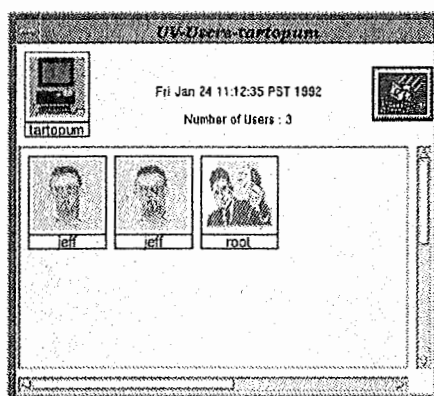 UV-Users-tartopum
Fri Jan 24 11:12:35 PST 1992
Number of Users : 3
tartopum
jeff
jeff
root